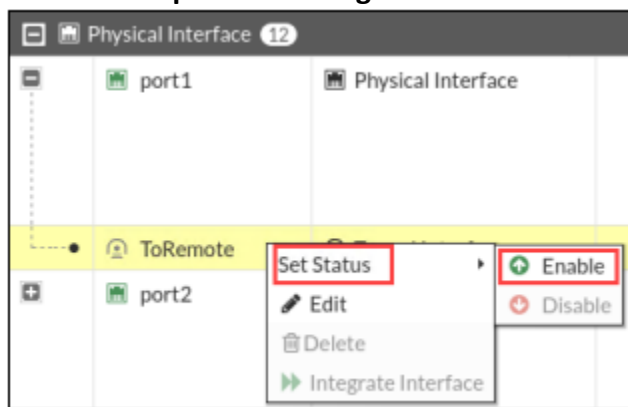 Physical Interface 12
port1 Physical Interface
ToRemote
Set Status Enable
port2
Edit Disable
Delete
Integrate Interface